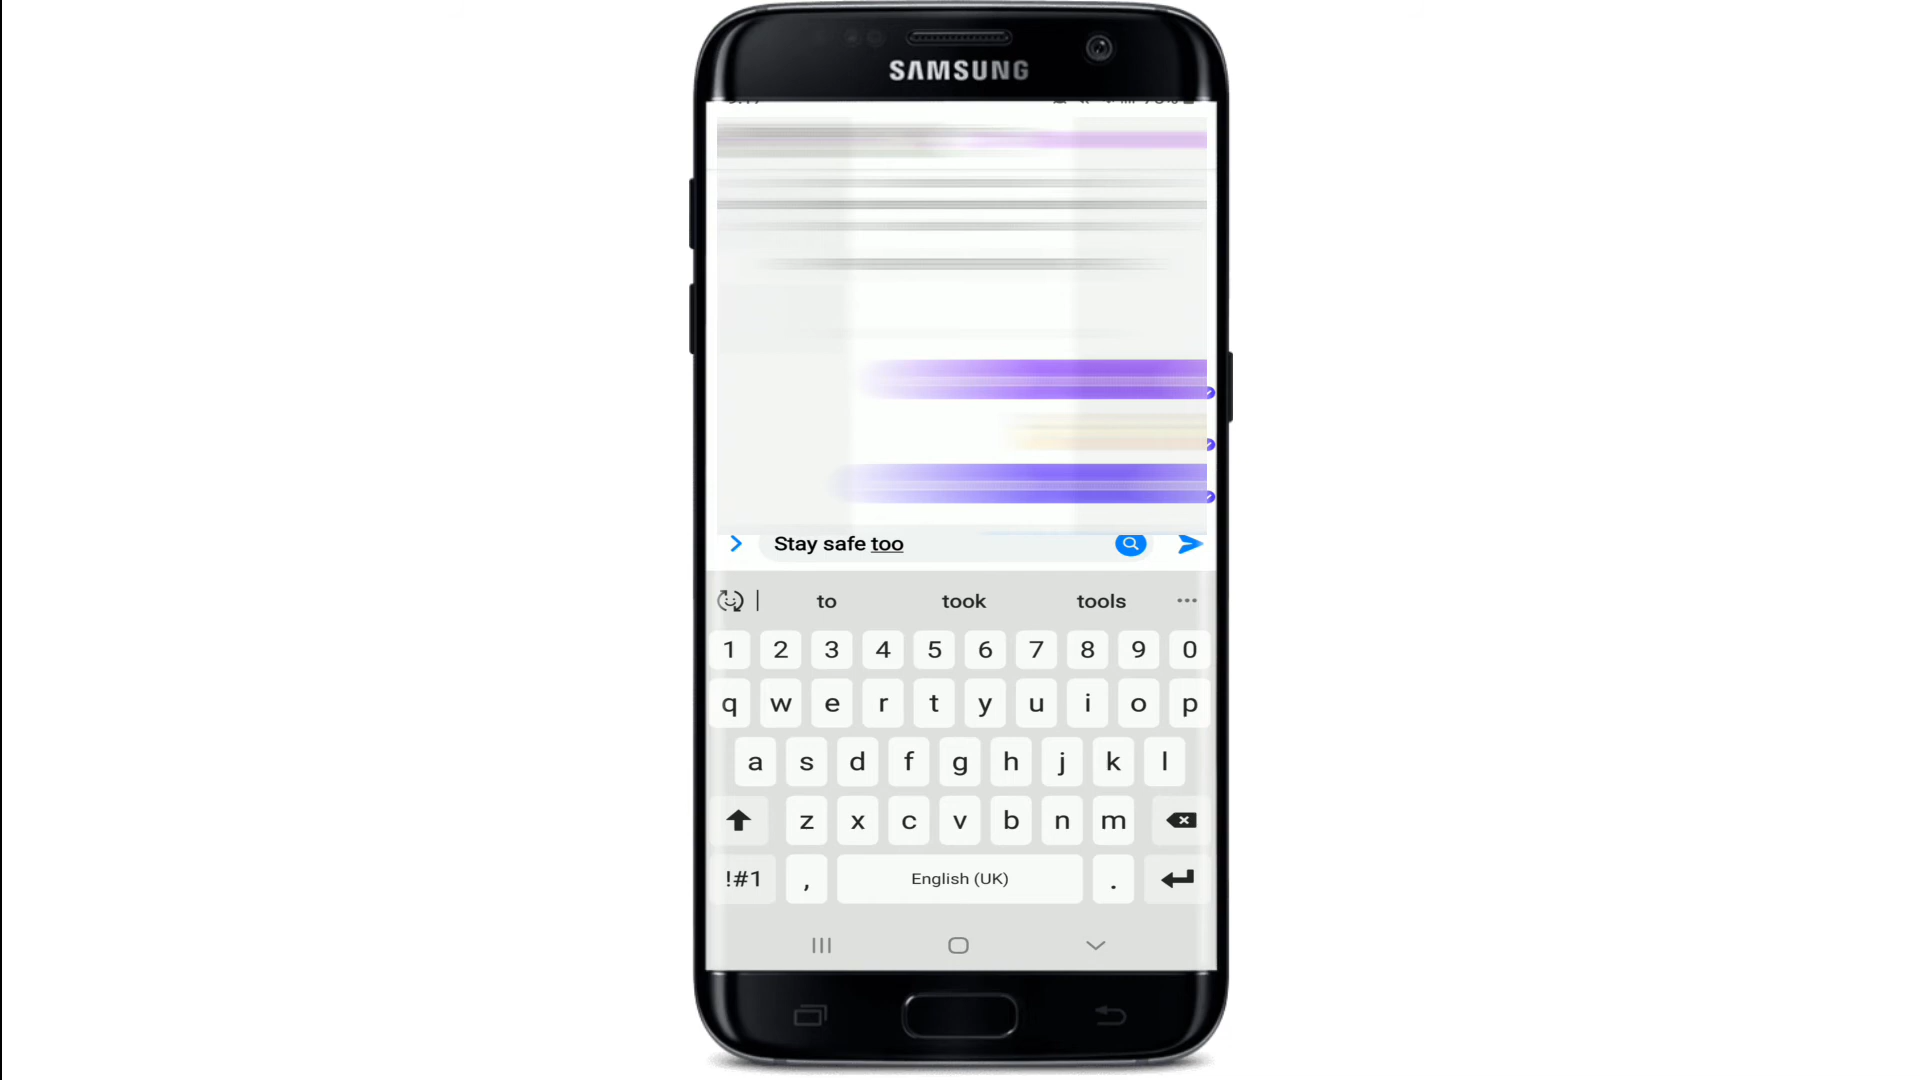 SAMSUNG
Stay safe too
to took tools
1 2 3 4 5 6 7 8 9 0
q w e r t y u i o p
a s d f g h j k l
z x c v b n m
!#1 , English (UK) .